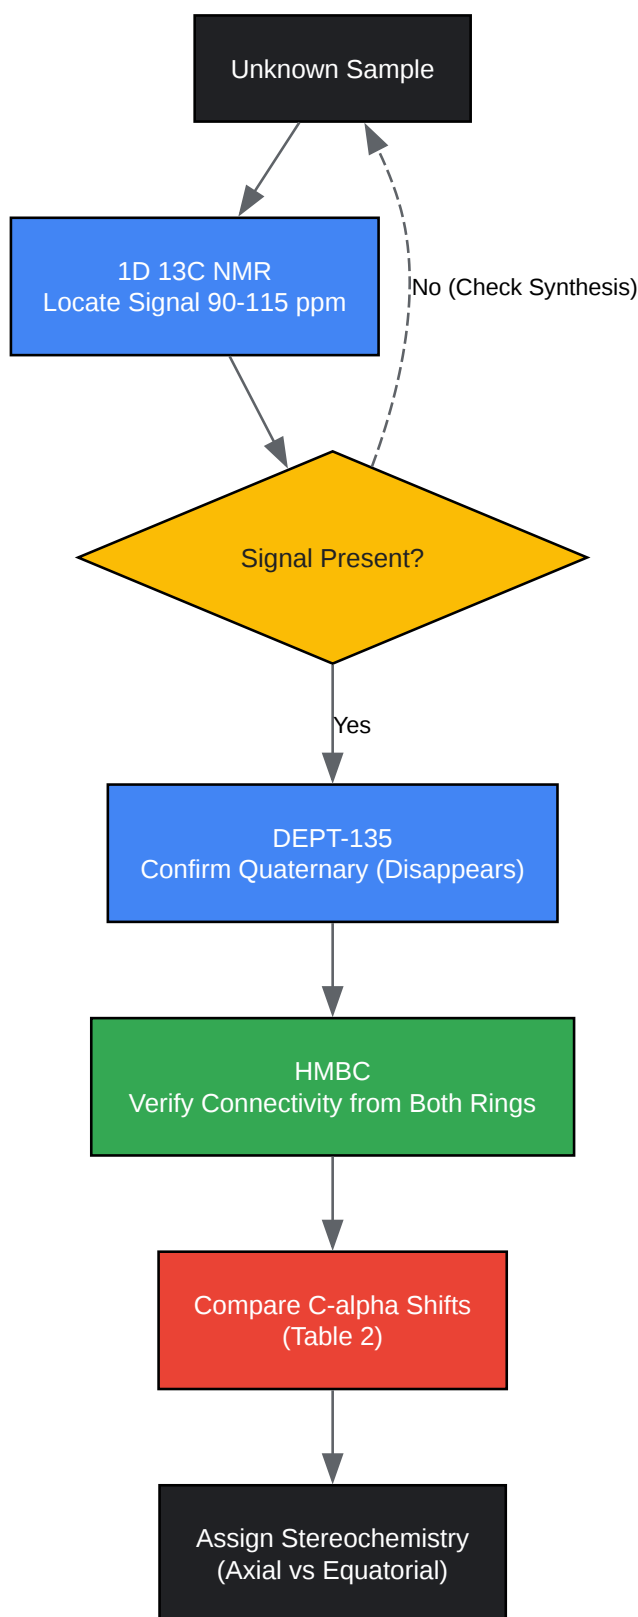 Unknown Sample
1D 13C NMR
Locate Signal 90-115 ppm
No (Check Synthesis)
Signal Present?
Yes
DEPT-135
Confirm Quaternary (Disappears)
HMBC
Verify Connectivity from Both Rings
Compare C-alpha Shifts
(Table 2)
Assign Stereochemistry
(Axial vs Equatorial)